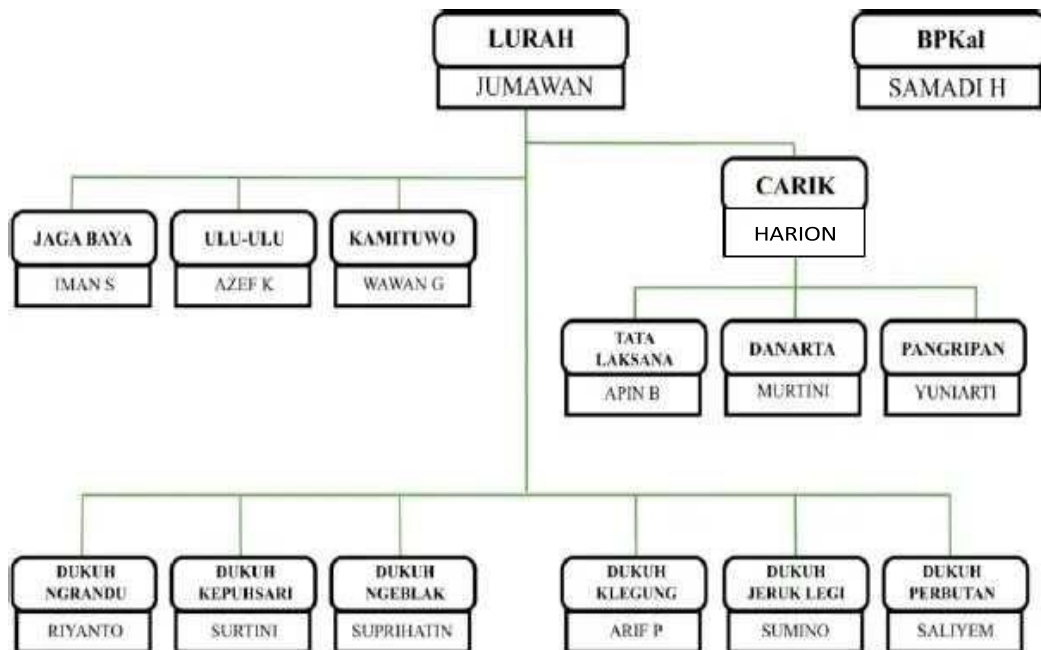 LURAH
JUMAWAN
BPKal
SAMADI H
CARIK
HARION
JAGA BAYA
IMAN S
ULU-ULU
AZEF K
KAMITUWO
WAWAN G
TATA
LAKSANA
APIN B
DANARTA
MURTINI
PANGRIPAN
YUNIARTI
DUKUH
NGRANDU
RIYANTO
DUKUH
KEPUHSARI
SURTINI
DUKUH
NGEBLAK
SUPRIHATIN
DUKUH
KLEGUNG
ARIF P
DUKUH
JERUK LEGI
SUMINO
DUKUH
PERBUTAN
SALIYEM